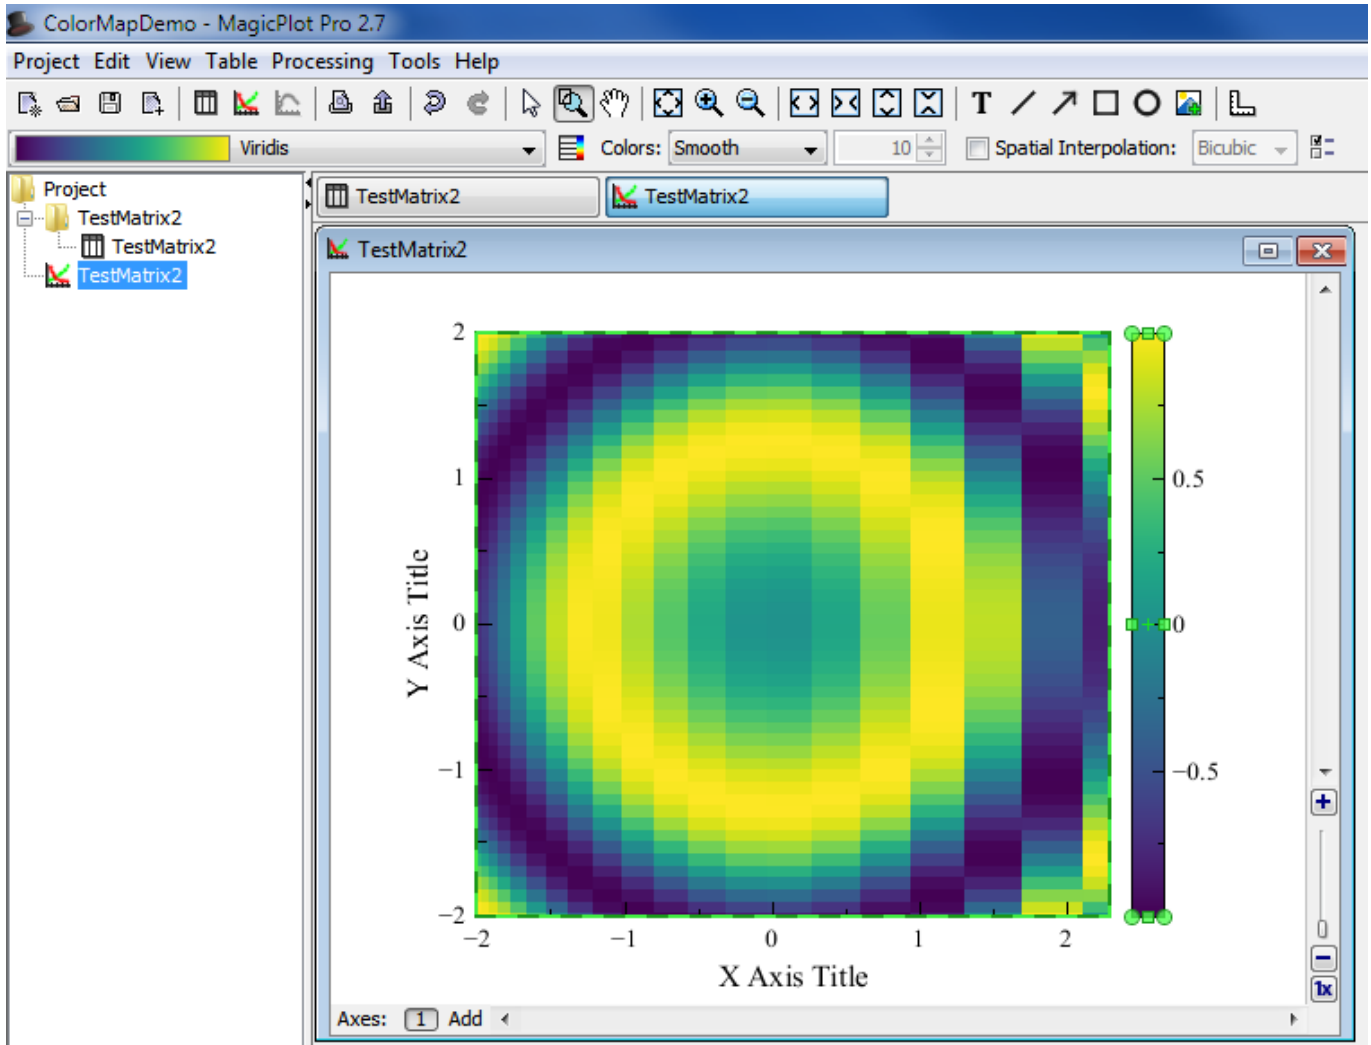 ColorMapDemo - MagicPlot Pro 2.7
Project Edit View Table Processing Tools Help
T
Viridis Colors: Smooth 10 Spatial Interpolation: Bicubic
Project
TestMatrix2
TestMatrix2
TestMatrix2
TestMatrix2 TestMatrix2
TestMatrix2
2
1
0
−1
−2
Y Axis Title
−2 −1 0 1 2
X Axis Title
0.5
0
−0.5
1x
Axes: 1 Add